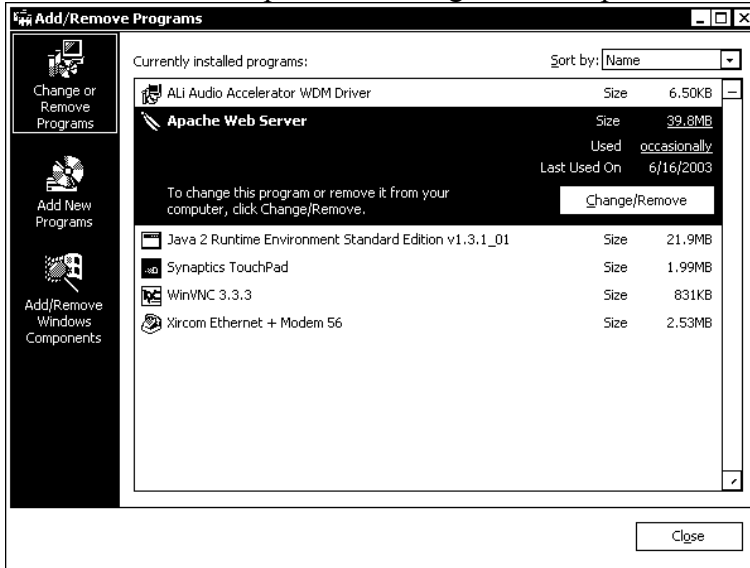 Add/Remove Programs
Change or
Remove
Programs
Add New
Programs
Add/Remove
Windows
Components
Currently installed programs:
Sort by: Name
ALi Audio Accelerator WDM Driver Size 6.50KB
Apache Web Server Size 39.8MB
Used occasionally
Last Used On 6/16/2003
To change this program or remove it from your
computer, click Change/Remove.
Change/Remove
Java 2 Runtime Environment Standard Edition v1.3.1_01 Size 21.9MB
Synaptics TouchPad Size 1.99MB
WinVNC 3.3.3 Size 831KB
Xircom Ethernet + Modem 56 Size 2.53MB
Close